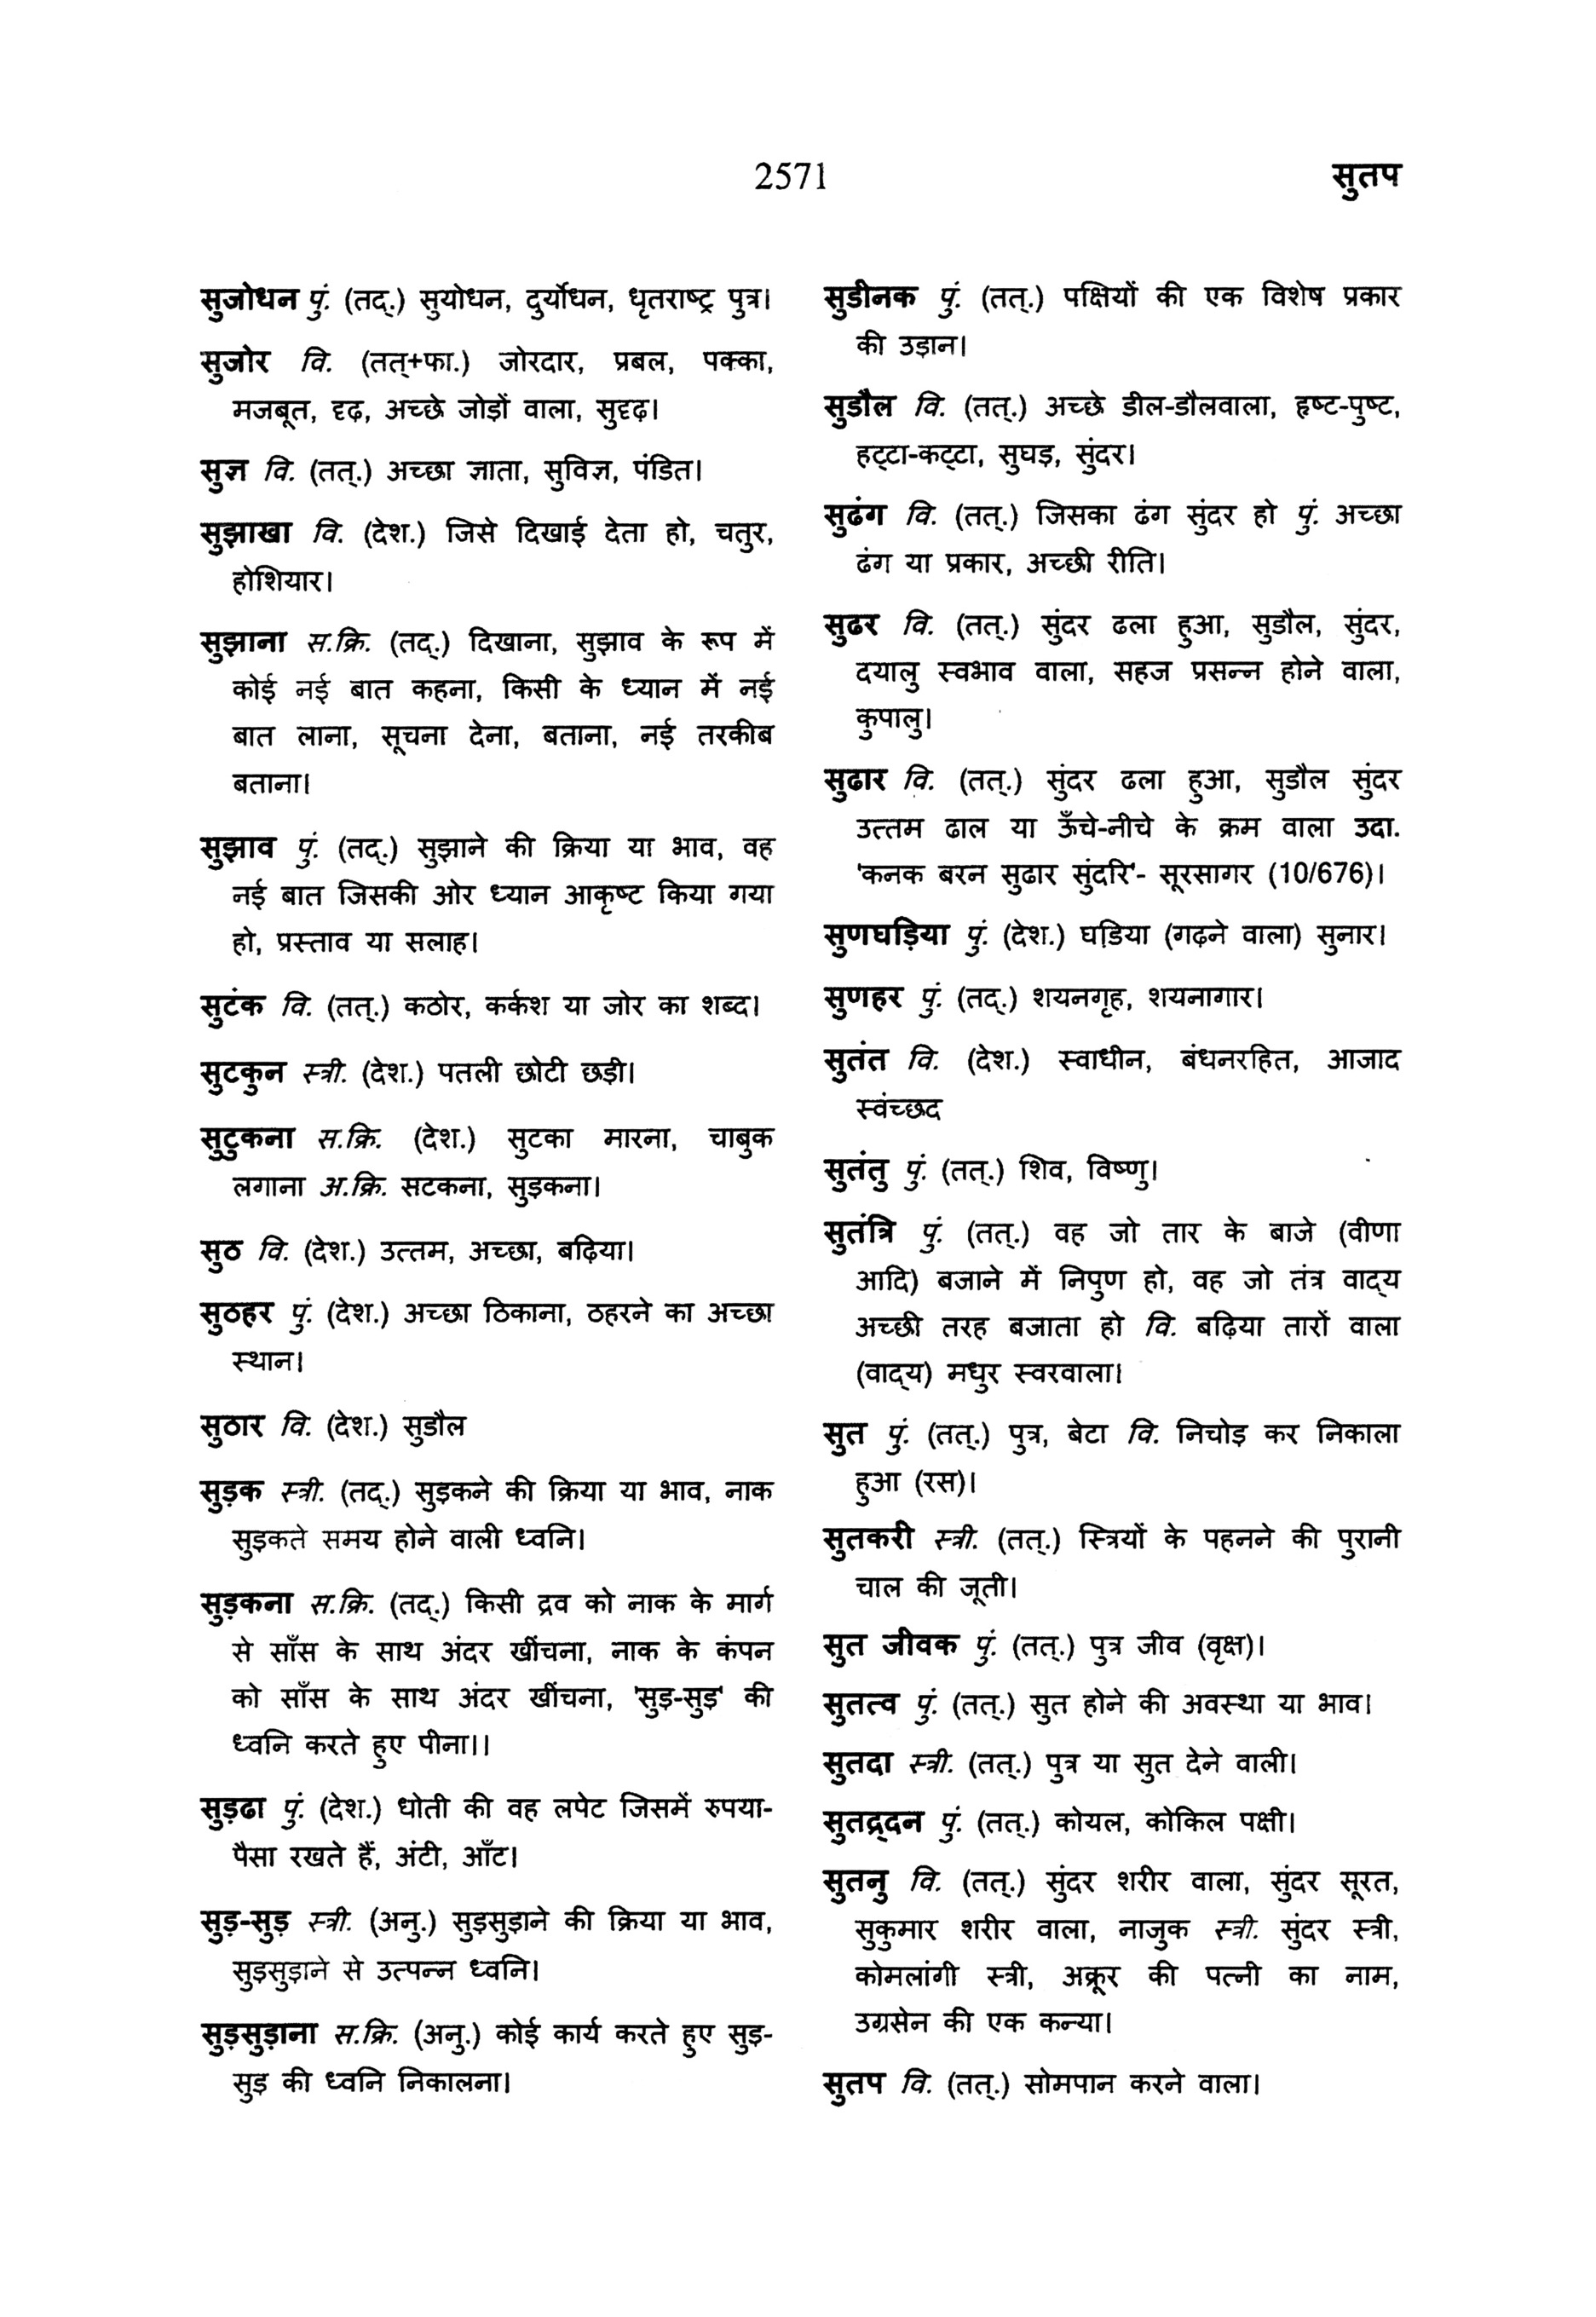 2571
सुतप
सुजोधन पुं. (तद्.) सुयोधन, दुर्योधन, धृतराष्ट्र पुत्र।
सुजोर वि. (तत्+फा.) जोरदार, प्रबल, पक्का,
मजबूत, दृढ़, अच्छे जोड़ों वाला, सुदृढ़।
सुज्ञ वि. (तत्.) अच्छा ज्ञाता, सुविज्ञ, पंडित।
सुझाखा वि. (देश.) जिसे दिखाई देता हो, चतुर,
होशियार।
सुझाना स.क्रि. (तद्.) दिखाना, सुझाव के रूप में
कोई नई बात कहना, किसी के ध्यान में नई
बात लाना, सूचना देना, बताना, नई तरकीब
बताना।
सुझाव पुं. (तद्.) सुझाने की क्रिया या भाव, वह
नई बात जिसकी ओर ध्यान आकृष्ट किया गया
हो, प्रस्ताव या सलाह।
सुटंक वि. (तत्.) कठोर, कर्कश या जोर का शब्द।
सुटकुन स्त्री. (देश.) पतली छोटी छड़ी।
सुटुकना स.क्रि. (देश.) सुटका मारना, चाबुक
लगाना अ.क्रि. सटकना, सुड़कना।
सुठ वि. (देश.) उत्तम, अच्छा, बढ़िया।
सुठहर पुं. (देश.) अच्छा ठिकाना, ठहरने का अच्छा
स्थान।
सुठार वि. (देश.) सुडौल
सुड़क स्त्री. (तद्.) सुड़कने की क्रिया या भाव, नाक
सुड़कते समय होने वाली ध्वनि।
सुड़कना स.क्रि. (तद्.) किसी द्रव को नाक के मार्ग
से साँस के साथ अंदर खींचना, नाक के कंपन
को साँस के साथ अंदर खींचना, 'सुड़-सुड़' की
ध्वनि करते हुए पीना।।
सुड़ढा पुं. (देश.) धोती की वह लपेट जिसमें रुपया-
पैसा रखते हैं, अंटी, आँट।
सुड़-सुड़ स्त्री. (अनु.) सुड़सुड़ाने की क्रिया या भाव,
सुड़सुड़ाने से उत्पन्न ध्वनि।
सुड़सुड़ाना स.क्रि. (अनु.) कोई कार्य करते हुए सुड़-
सुड़ की ध्वनि निकालना।
सुडीनक पुं. (तत्.) पक्षियों की एक विशेष प्रकार
की उड़ान।
सुडौल वि. (तत्.) अच्छे डील-डौलवाला, हृष्ट-पुष्ट,
हट्टा-कट्टा, सुघड़, सुंदर।
सुढंग वि. (तत्.) जिसका ढंग सुंदर हो पुं. अच्छा
ढंग या प्रकार, अच्छी रीति।
सुढर वि. (तत्.) सुंदर ढला हुआ, सुडौल, सुंदर,
दयालु स्वभाव वाला, सहज प्रसन्न होने वाला,
कुपालु।
सुढार वि. (तत्.) सुंदर ढला हुआ, सुडौल सुंदर
उत्तम ढाल या ऊँचे-नीचे के क्रम वाला उदा.
'कनक बरन सुढार सुंदरि'- सूरसागर (10/676)।
सुणघड़िया पुं. (देश.) घडि़या (गढ़ने वाला) सुनार।
सुणहर पुं. (तद्.) शयनगृह, शयनागार।
सुतंत वि. (देश.) स्वाधीन, बंधनरहित, आजाद
स्वंच्छद
सुतंतु पुं. (तत्.) शिव, विष्णु।
सुतंत्रि पुं. (तत्.) वह जो तार के बाजे (वीणा
आदि) बजाने में निपुण हो, वह जो तंत्र वाद्‍य
अच्छी तरह बजाता हो वि. बढ़िया तारों वाला
(वाद्‍य) मधुर स्वरवाला।
सुत पुं. (तत्.) पुत्र, बेटा वि. निचोड़ कर निकाला
हुआ (रस)।
सुतकरी स्त्री. (तत्.) स्त्रियों के पहनने की पुरानी
चाल की जूती।
सुत जीवक पुं. (तत्.) पुत्र जीव (वृक्ष)।
सुतत्व पुं. (तत्.) सुत होने की अवस्था या भाव।
सुतदा स्त्री. (तत्.) पुत्र या सुत देने वाली।
सुतद्र्दन पुं. (तत्.) कोयल, कोकिल पक्षी।
सुतनु वि. (तत्.) सुंदर शरीर वाला, सुंदर सूरत,
सुकुमार शरीर वाला, नाजुक स्त्री. सुंदर स्त्री,
कोमलांगी स्त्री, अक्रूर की पत्नी का नाम,
उग्रसेन की एक कन्या।
सुतप वि. (तत्.) सोमपान करने वाला।